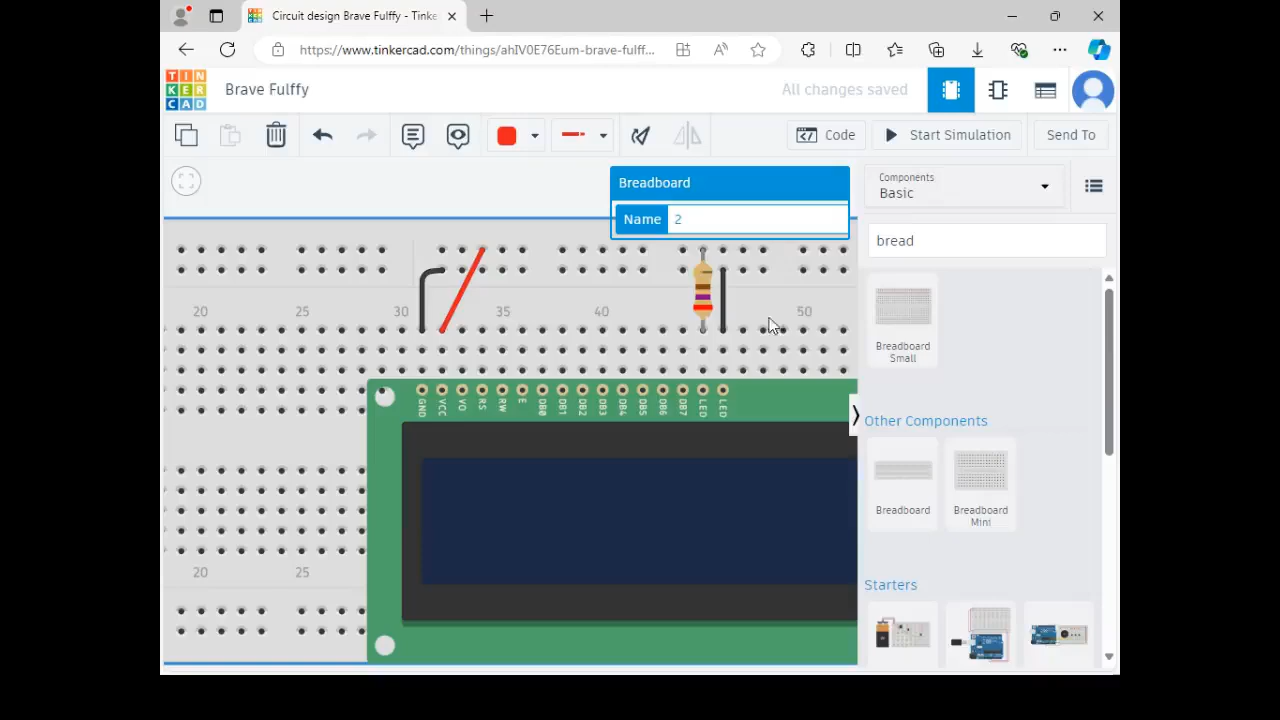 Circuit design Brave Fulffy - Tinke
https://www.tinkercad.com/things/ahIV0E76Eum-brave-fulff...
TIN
KER
CAD
Brave Fulffy
All changes saved
Code
Start Simulation
Send To
Breadboard
Name 2
Components
Basic
bread
20 25 30 35 40 50
GND VCC VO RS RW E DB0 DB1 DB2 DB3 DB4 DB5 DB6 DB7 LED LED
20 25
Breadboard
Small
Other Components
Breadboard
Breadboard
Mini
Starters